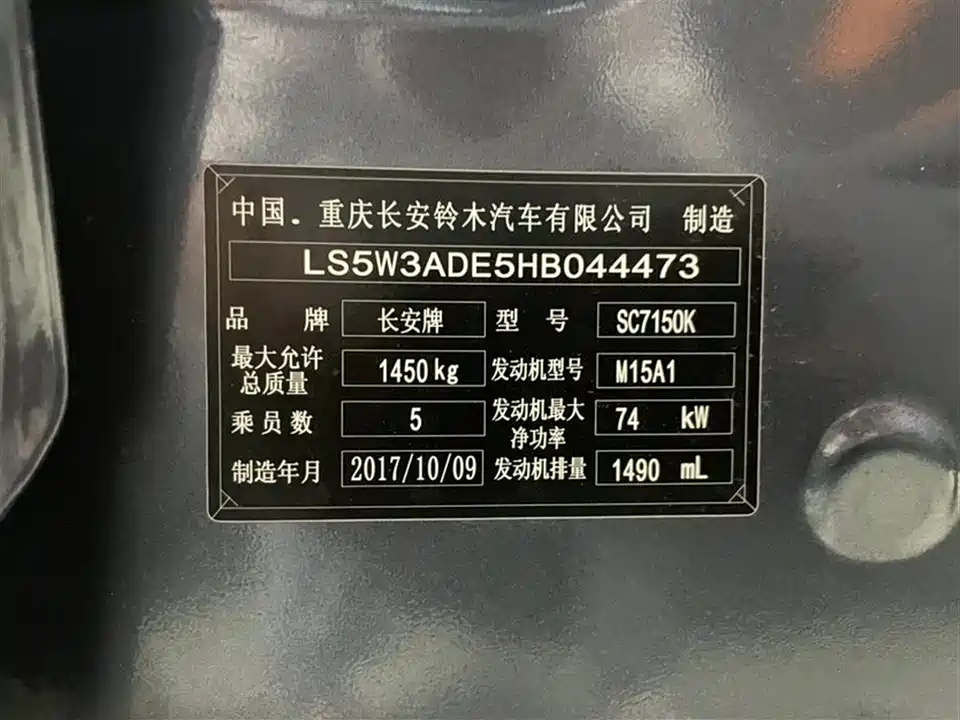 中国．重庆长安铃木汽车有限公司 制造
LS5W3ADE5HB044473
品 牌 长安牌 型 号 SC7150K
最大允许总质量 1450kg 发动机型号 M15A1
乘员数 5 发动机最大净功率 74 kW
制造年月 2017/10/09 发动机排量 1490 mL